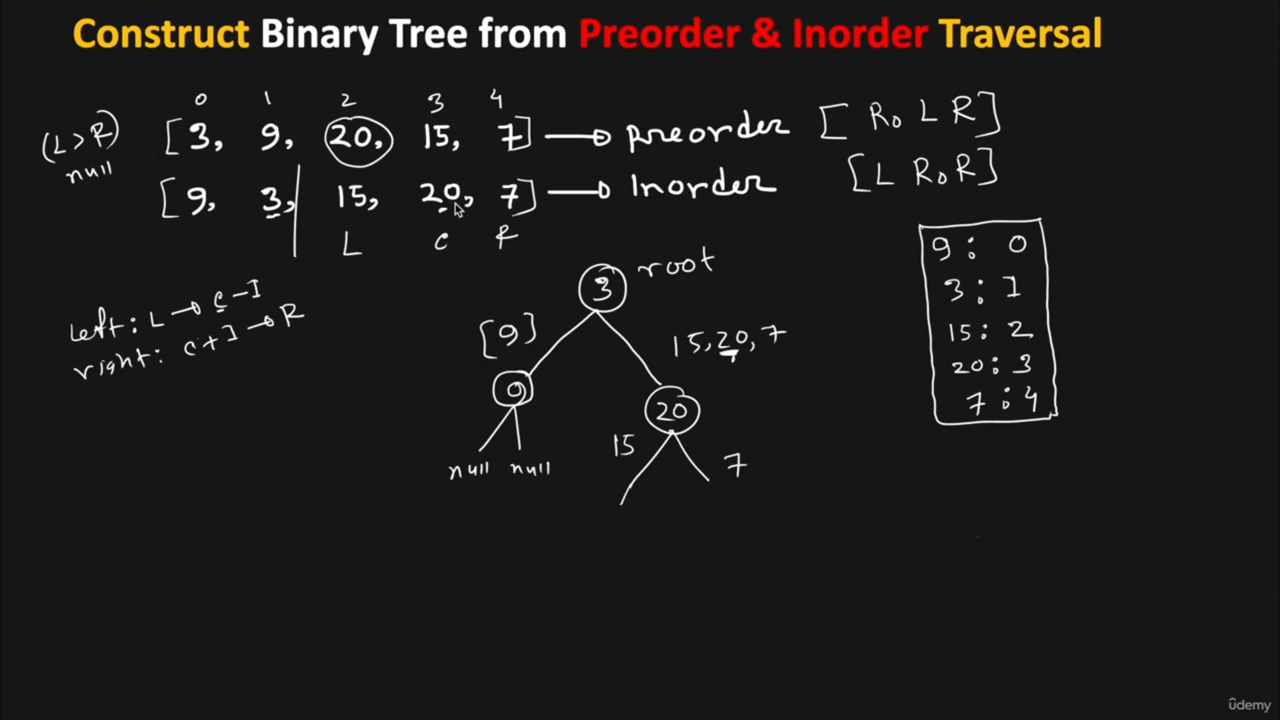 Construct Binary Tree from Preorder & Inorder Traversal
0 1 2 3 4
(L > R) [3, 9, 20, 15, 7] → Preorder [ Ro L R]
null
[9, 3, 15, 20, 7] → Inorder [L Ro R]
L C R
left: L → C-1
right: C+1 → R
3 root
[9] 15, 20, 7
9 20
null null 15 7
9 : 0
3 : 1
15 : 2
20 : 3
7 : 4
ûdemy